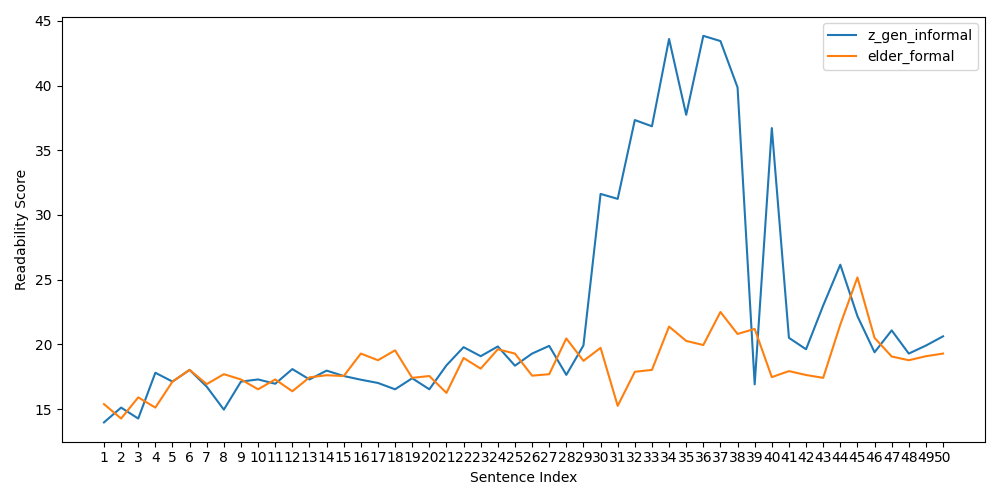 45
40
35
30
25
20
15
Readability Score
z_gen_informal
elder_formal
1 2 3 4 5 6 7 8 9 10 11 12 13 14 15 16 17 18 19 20 21 22 23 24 25 26 27 28 29 30 31 32 33 34 35 36 37 38 39 40 41 42 43 44 45 46 47 48 49 50
Sentence Index